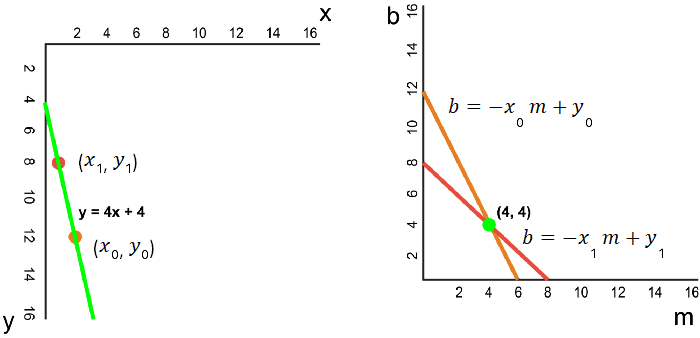 x
2 4 6 8 10 12 14 16
2
4
6
8
10
12
14
16
y
(x₁, y₁)
y = 4x + 4
(x₀, y₀)
b
16
14
12
10
8
6
4
2
b = −x₀ m + y₀
(4, 4)
b = −x₁ m + y₁
2 4 6 8 10 12 14 16
m